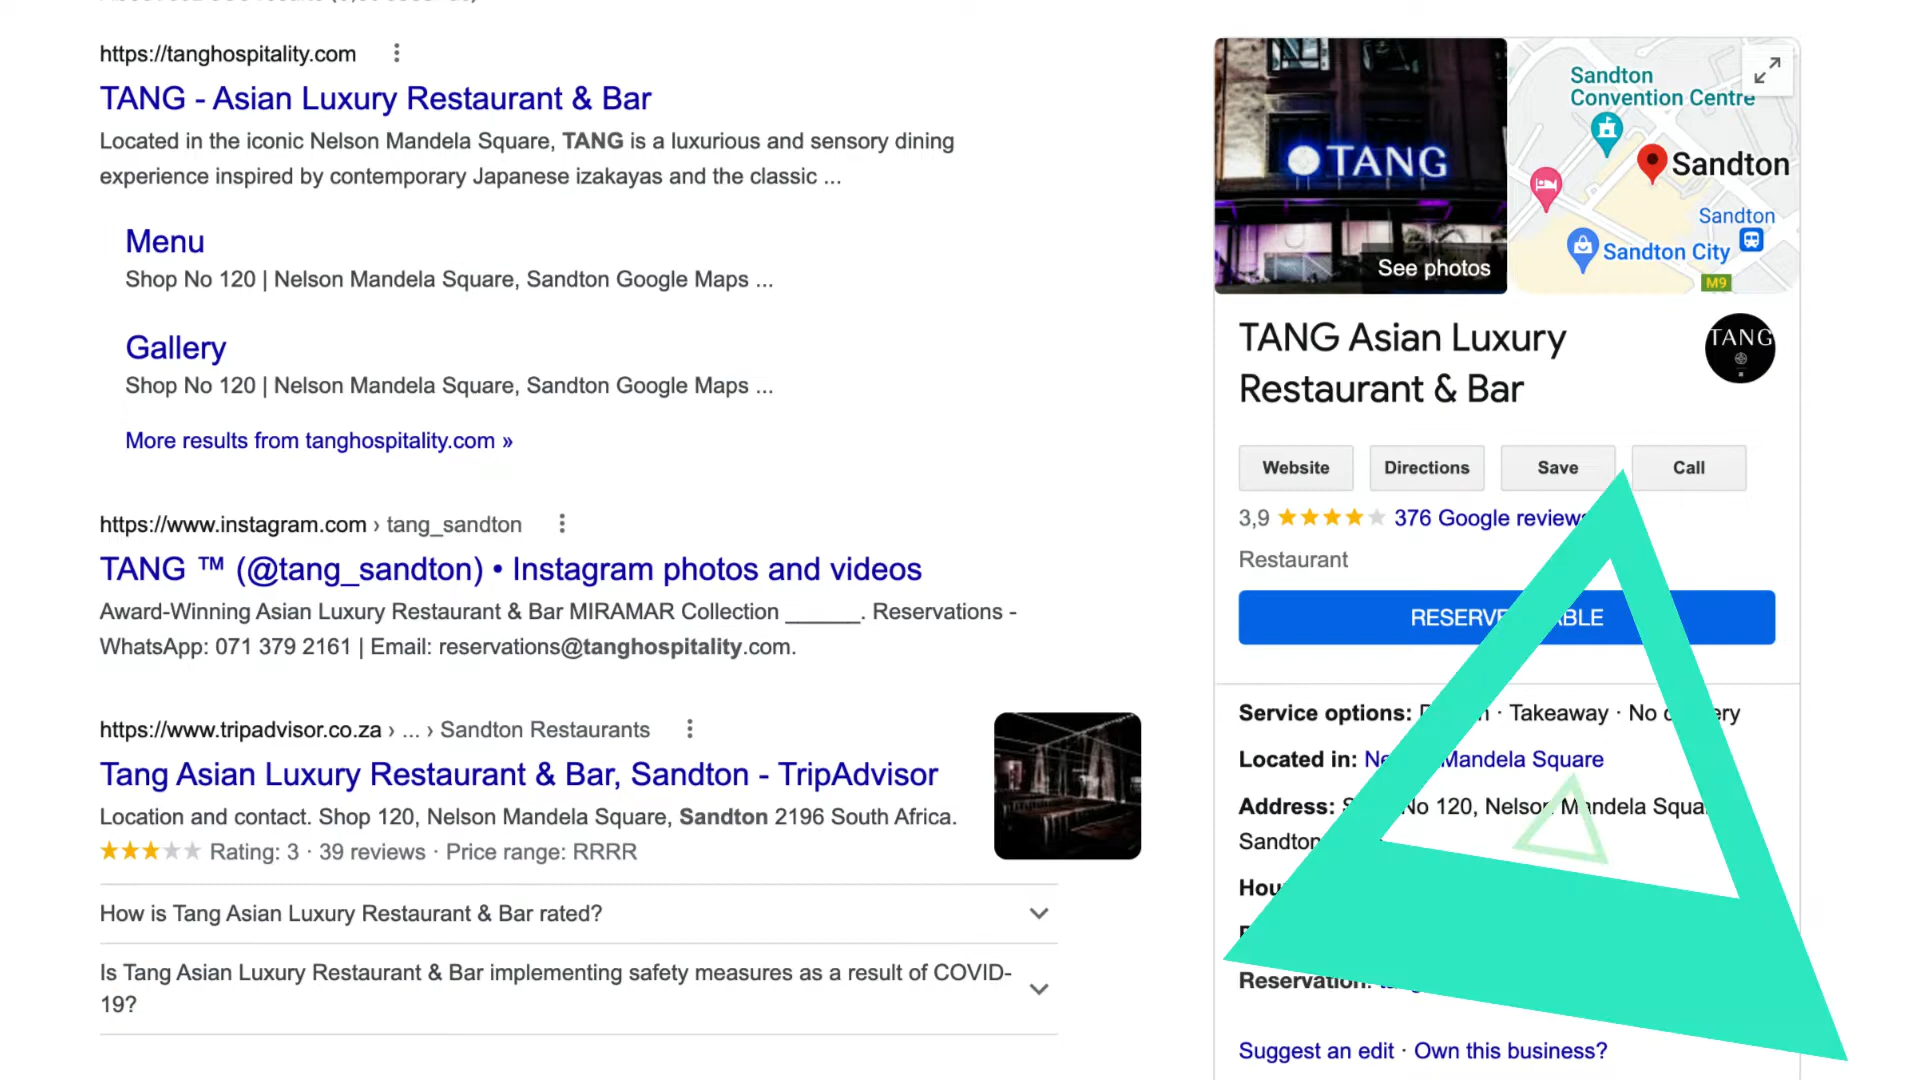 https://tanghospitality.com
TANG - Asian Luxury Restaurant & Bar
Located in the iconic Nelson Mandela Square, TANG is a luxurious and sensory dining
experience inspired by contemporary Japanese izakayas and the classic ...
Menu
Shop No 120 | Nelson Mandela Square, Sandton Google Maps ...
Gallery
Shop No 120 | Nelson Mandela Square, Sandton Google Maps ...
More results from tanghospitality.com »
https://www.instagram.com › tang_sandton
TANG ™ (@tang_sandton) • Instagram photos and videos
Award-Winning Asian Luxury Restaurant & Bar MIRAMAR Collection ______. Reservations -
WhatsApp: 071 379 2161 | Email: reservations@tanghospitality.com.
https://www.tripadvisor.co.za › ... › Sandton Restaurants
Tang Asian Luxury Restaurant & Bar, Sandton - TripAdvisor
Location and contact. Shop 120, Nelson Mandela Square, Sandton 2196 South Africa.
Rating: 3 · 39 reviews · Price range: RRRR
How is Tang Asian Luxury Restaurant & Bar rated?
Is Tang Asian Luxury Restaurant & Bar implementing safety measures as a result of COVID-
19?
TANG
See photos
Sandton
Convention Centre
Sandton
Sandton
Sandton City
M9
TANG Asian Luxury
Restaurant & Bar
TANG
Website Directions Save Call
3,9 376 Google reviews
Restaurant
Service options: · Takeaway · No
Located in: Mandela Square
Address: No 120, Nelson Mandela
Sandton
Reservation:
Suggest an edit · Own this business?